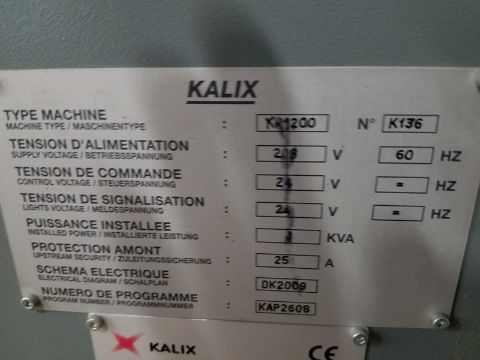 KALIX
TYPE MACHINE : N° K136
MACHINE TYPE / MASCHINENTYPE
TENSION D'ALIMENTATION : 208 V 60 HZ
SUPPLY VOLTAGE / BETRIEBSSPANNUNG
TENSION DE COMMANDE : 24 V = HZ
CONTROL VOLTAGE / STEUERSPANNUNG
TENSION DE SIGNALISATION : 24 V = HZ
LIGHTS VOLTAGE / MELDESPANNUNG
PUISSANCE INSTALLEE : KVA
INSTALLED POWER / INSTALLIERTE LEISTUNG
PROTECTION AMONT : 25 A
UPSTREAM SECURITY / ZULEITUNGSSICHERUNG
SCHEMA ELECTRIQUE : DK2009
ELECTRICAL DIAGRAM / SCHALPLAN
NUMERO DE PROGRAMME : KAP2608
PROGRAM NUMBER / PROGRAMMNUMMER
KALIX CE